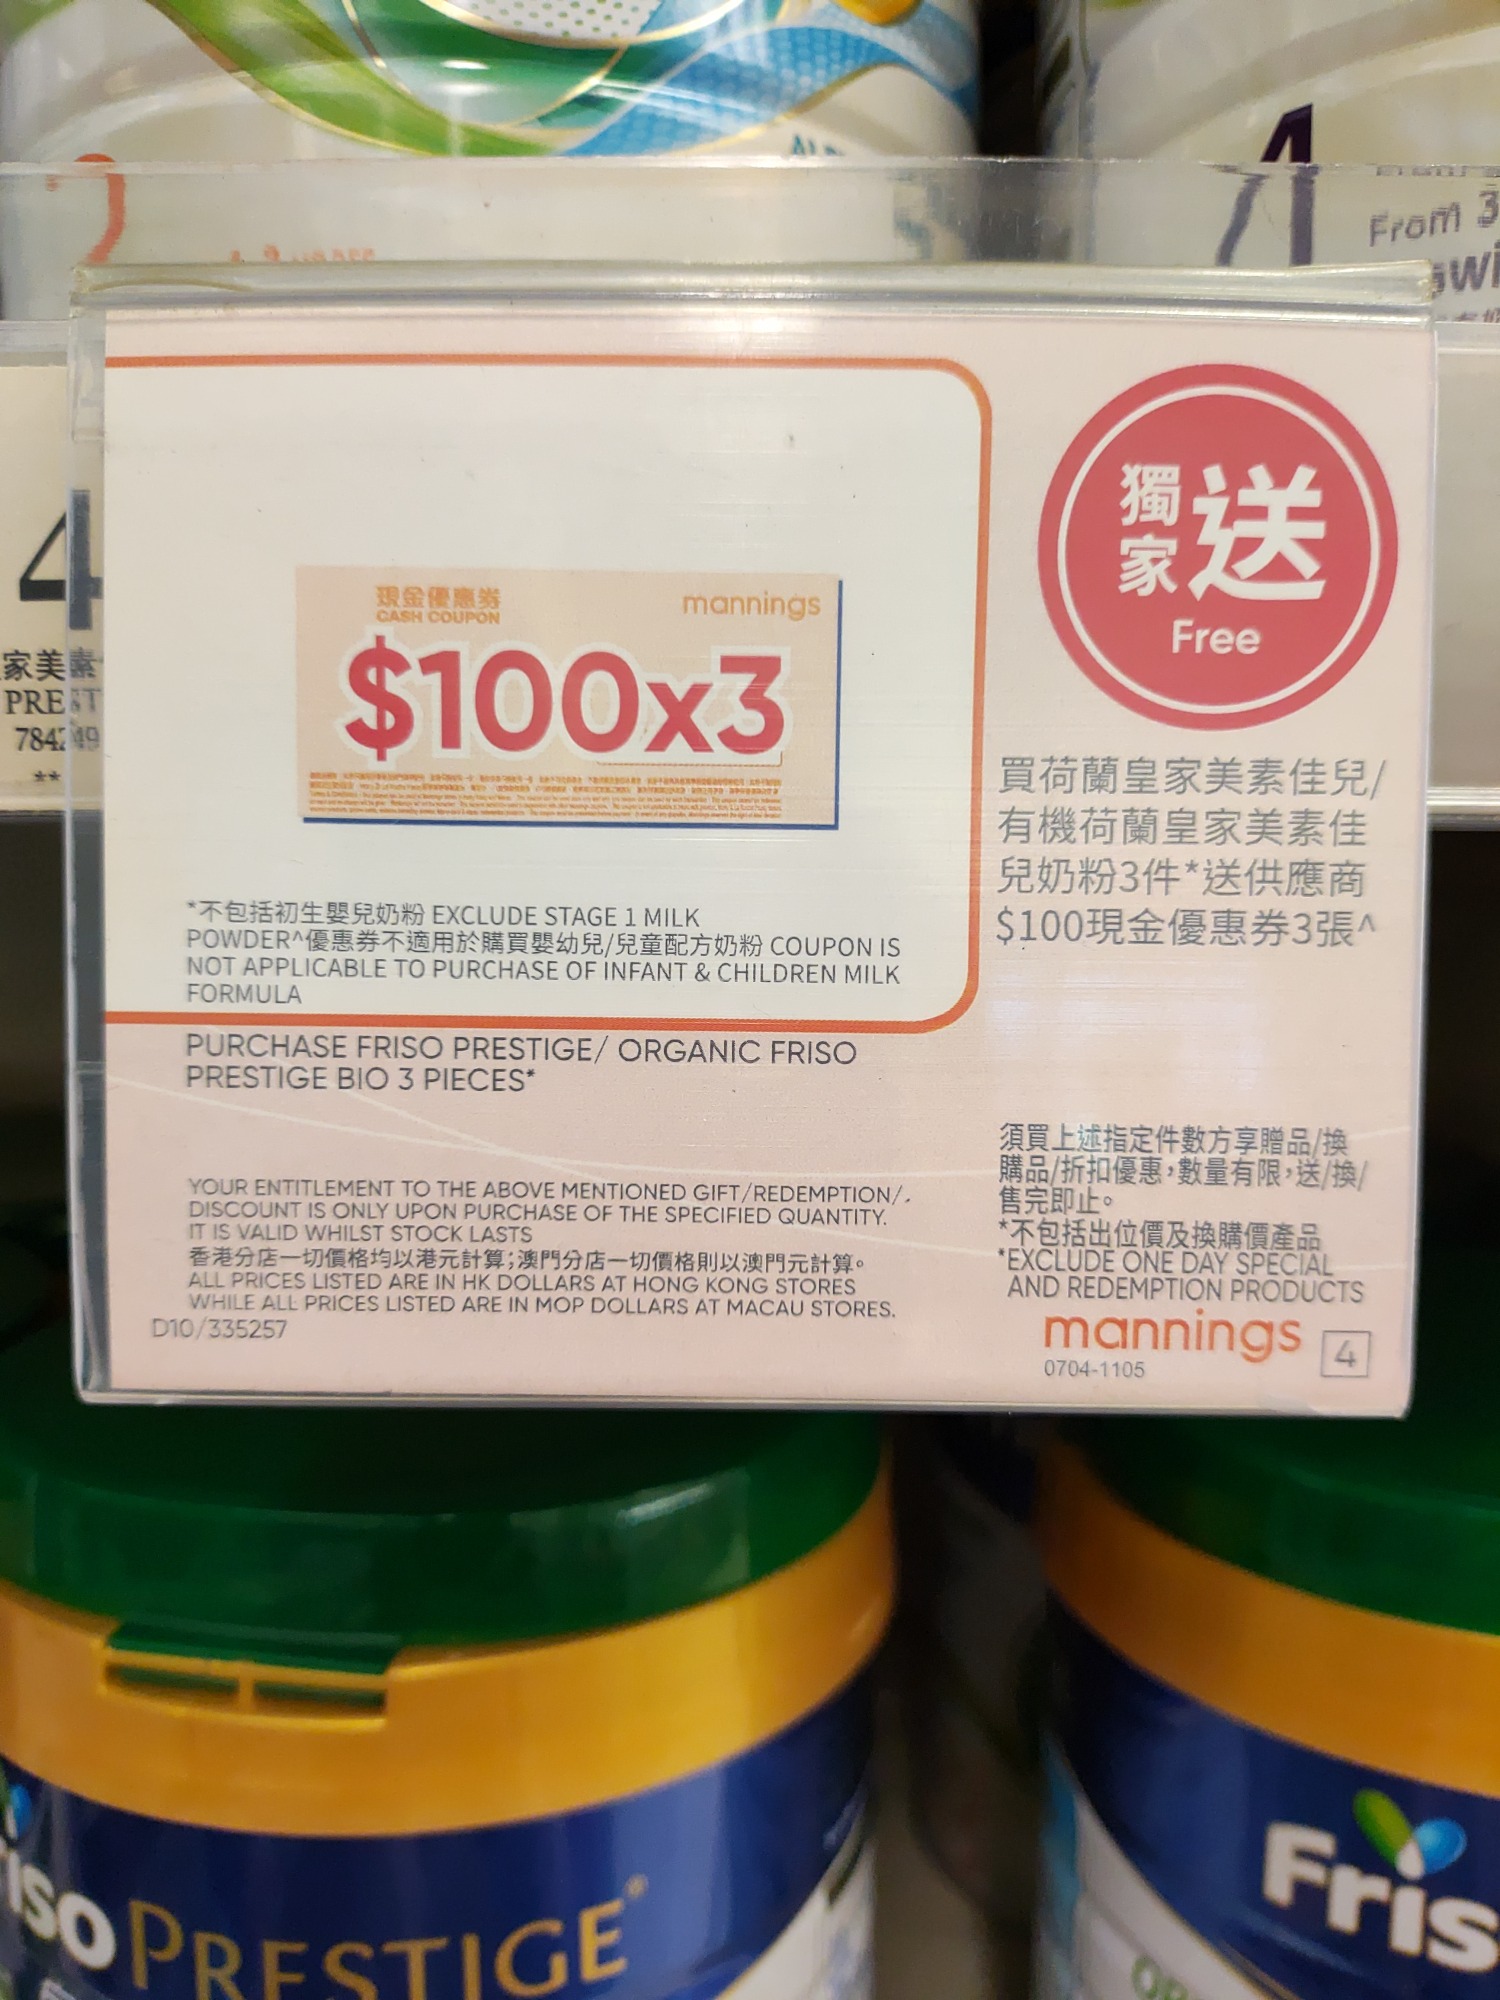 2
From 3
4
家美素
PREST
784249
**
現金優惠券
CASH COUPON
mannings
$100x3
獨家送
Free
買荷蘭皇家美素佳兒/
有機荷蘭皇家美素佳
兒奶粉3件*送供應商
$100現金優惠券3張^
*不包括初生嬰兒奶粉 EXCLUDE STAGE 1 MILK
POWDER^優惠券不適用於購買嬰幼兒/兒童配方奶粉 COUPON IS
NOT APPLICABLE TO PURCHASE OF INFANT & CHILDREN MILK
FORMULA
PURCHASE FRISO PRESTIGE/ ORGANIC FRISO
PRESTIGE BIO 3 PIECES*
YOUR ENTITLEMENT TO THE ABOVE MENTIONED GIFT/REDEMPTION/
DISCOUNT IS ONLY UPON PURCHASE OF THE SPECIFIED QUANTITY.
IT IS VALID WHILST STOCK LASTS
香港分店一切價格均以港元計算;澳門分店一切價格則以澳門元計算。
ALL PRICES LISTED ARE IN HK DOLLARS AT HONG KONG STORES
WHILE ALL PRICES LISTED ARE IN MOP DOLLARS AT MACAU STORES.
D10/335257
須買上述指定件數方享贈品/換
購品/折扣優惠,數量有限,送/換/
售完即止。
*不包括出位價及換購價產品
*EXCLUDE ONE DAY SPECIAL
AND REDEMPTION PRODUCTS
mannings
4
0704-1105
iso PRESTIGE
Fris